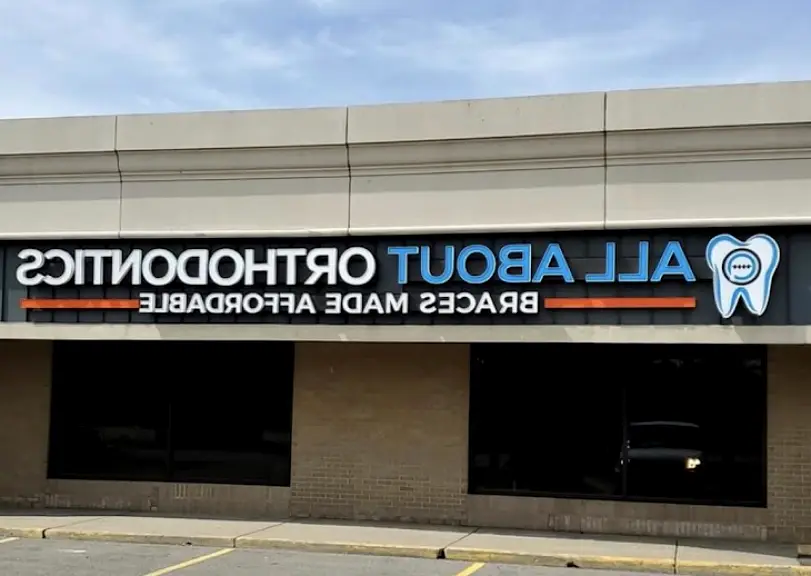 ALL ABOUT ORTHODONTICS
BRACES MADE AFFORDABLE